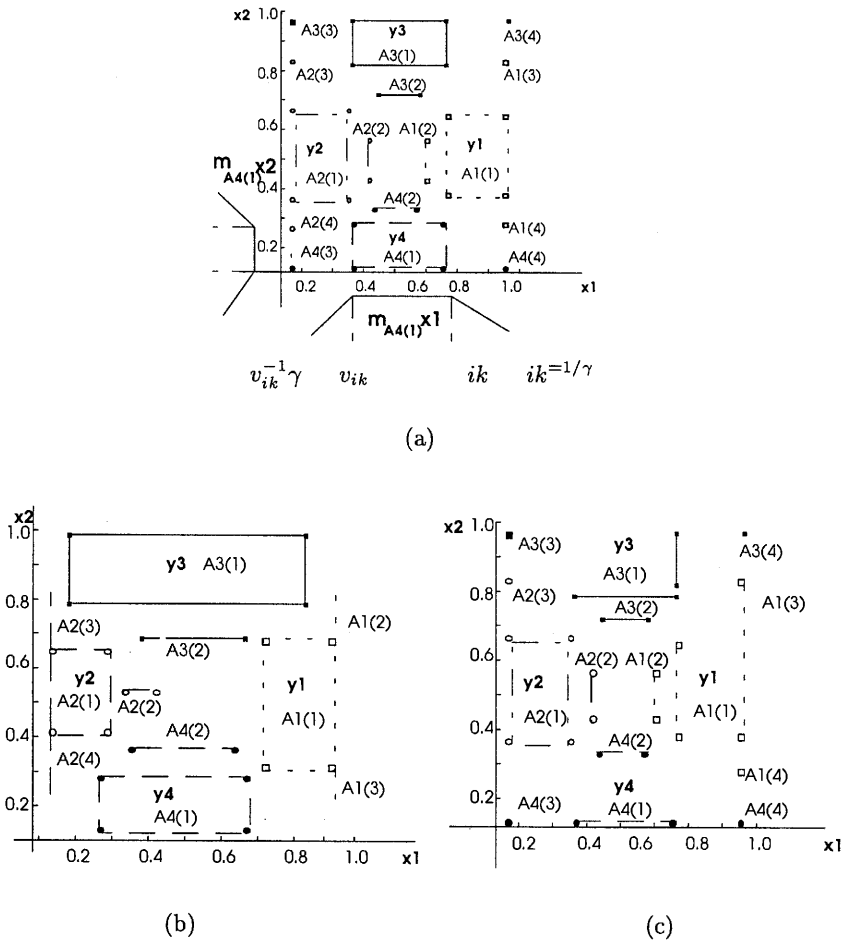 x2 1.0 A3(3) y3 A3(4)
A3(1)
0.8 A2(3) A3(2) A1(3)
0.6 A2(2) A1(2)
y2 y1
m A4(1) x2 A2(1) A1(1)
0.4 A4(2)
A2(4) A1(4)
0.2 y4
A4(3) A4(1) A4(4)
0.2 0.4 0.6 0.8 1.0 x1
m A4(1) x1
v_{ik}^{-1}γ v_{ik} ik ik^{=1/γ}
(a)
x2
1.0
y3 A3(1)
0.8
A2(3) A1(2)
0.6 A3(2)
y2 y1
A2(1) A2(2) A1(1)
0.4 A4(2)
A2(4)
y4 A1(3)
0.2 A4(1)
0.2 0.4 0.6 0.8 1.0 x1
(b)
x2 1.0
A3(3) y3 A3(4)
A3(1)
0.8 A2(3) A1(3)
A3(2)
0.6 A2(2) A1(2)
y2 y1
A2(1) A1(1)
0.4 A4(2)
A1(4)
0.2 y4
A4(3) A4(1) A4(4)
0.2 0.4 0.6 0.8 1.0 x1
(c)